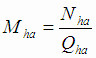 M_ha = N_ha / Q_ha